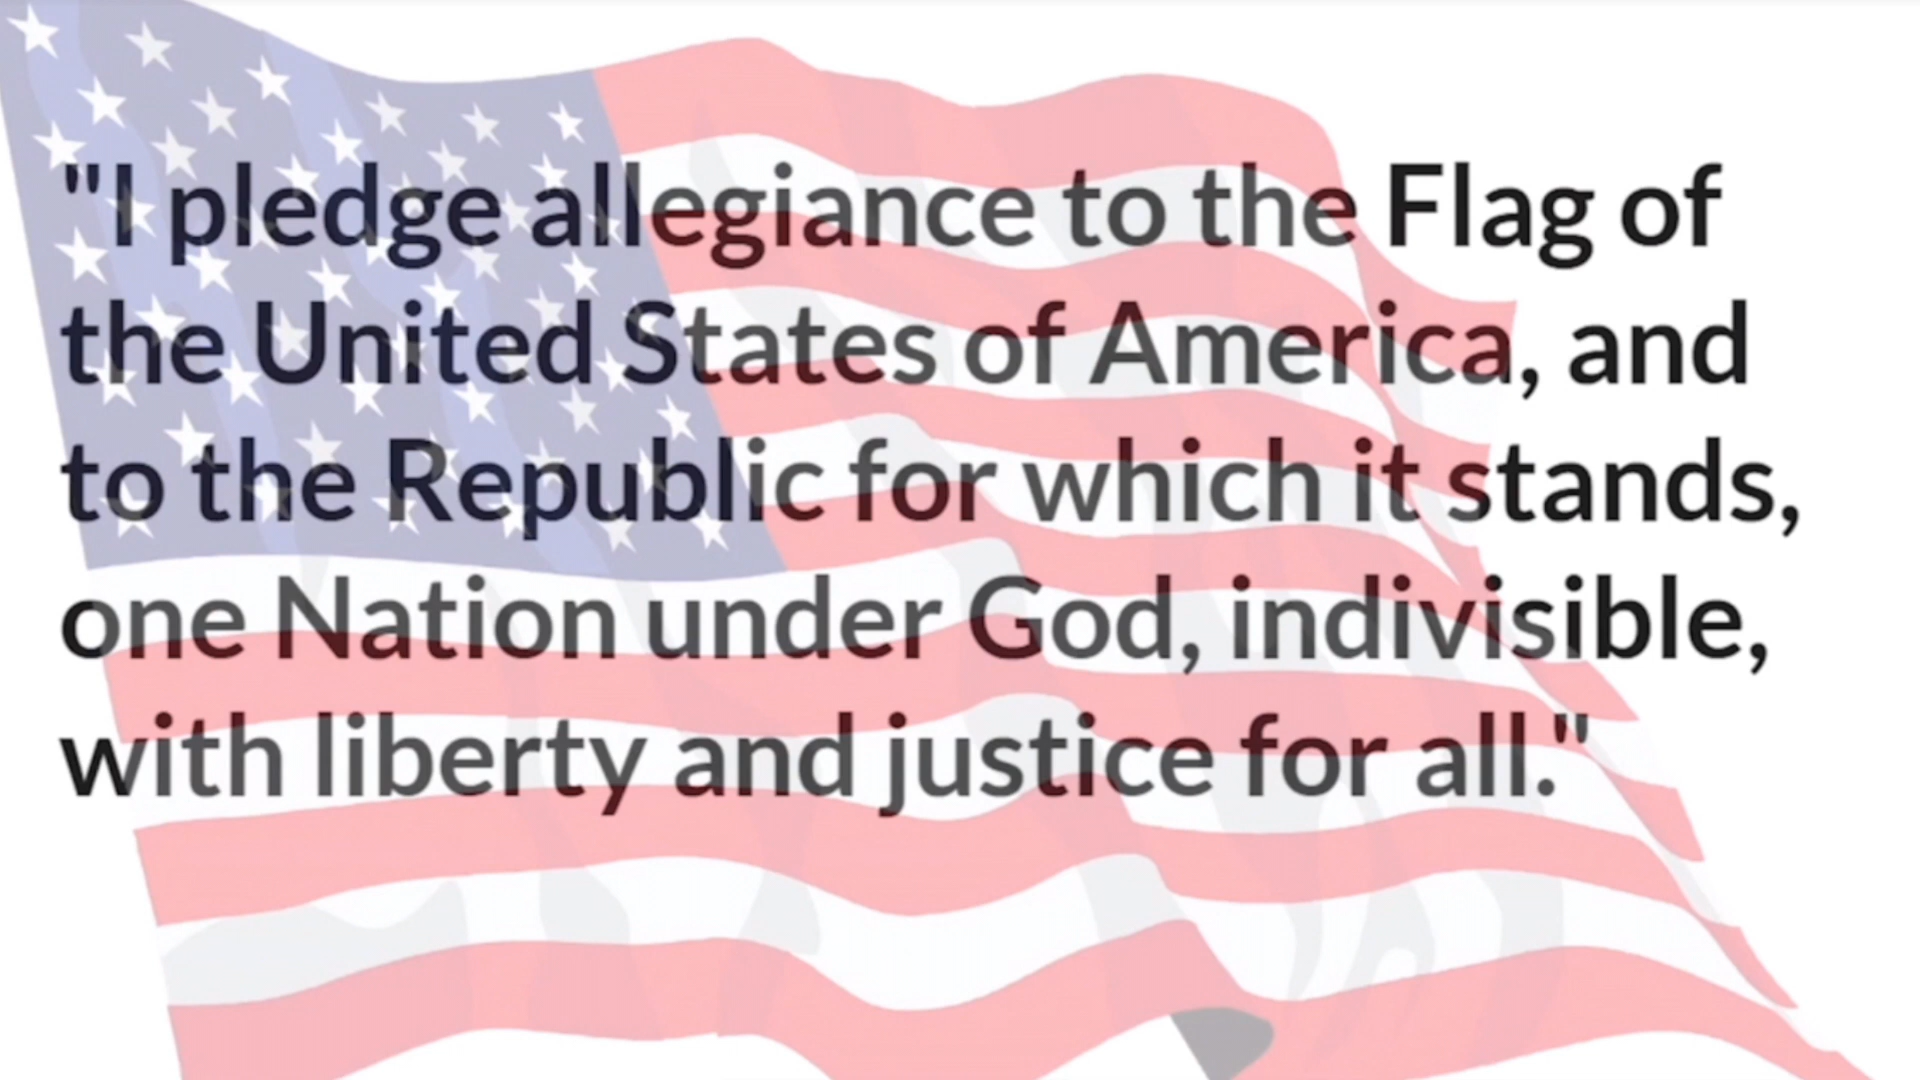 "I pledge allegiance to the Flag of
the United States of America, and
to the Republic for which it stands,
one Nation under God, indivisible,
with liberty and justice for all."